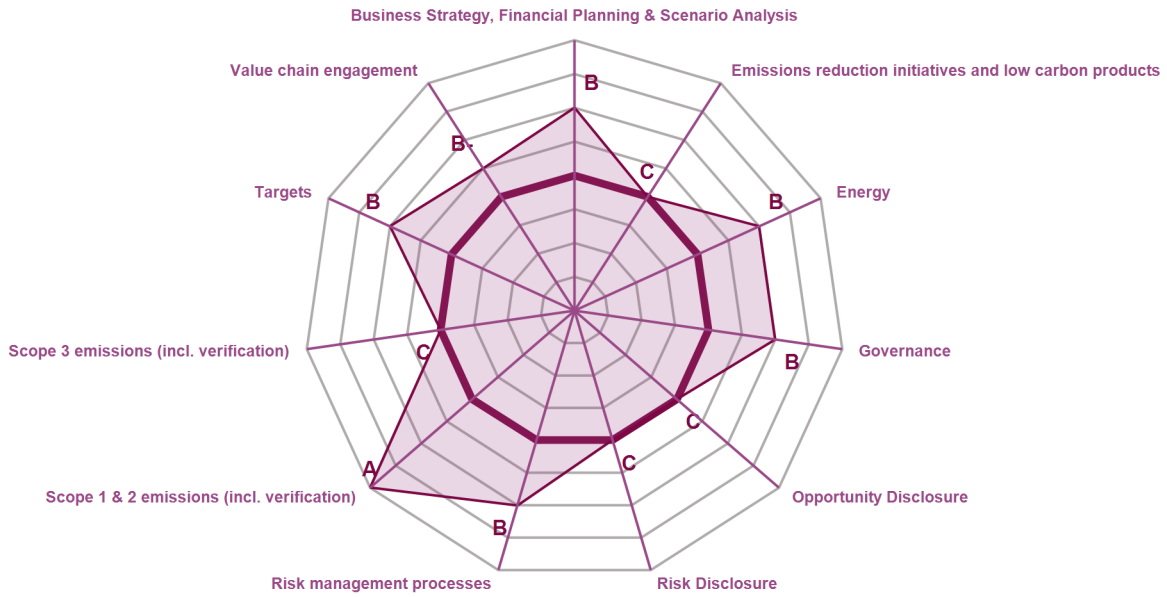 Business Strategy, Financial Planning & Scenario Analysis
Value chain engagement
Emissions reduction initiatives and low carbon products
B
B-
C
Targets
B
B
Energy
Scope 3 emissions (incl. verification)
C
B
Governance
C
A
C
Scope 1 & 2 emissions (incl. verification)
Opportunity Disclosure
B
Risk management processes
Risk Disclosure